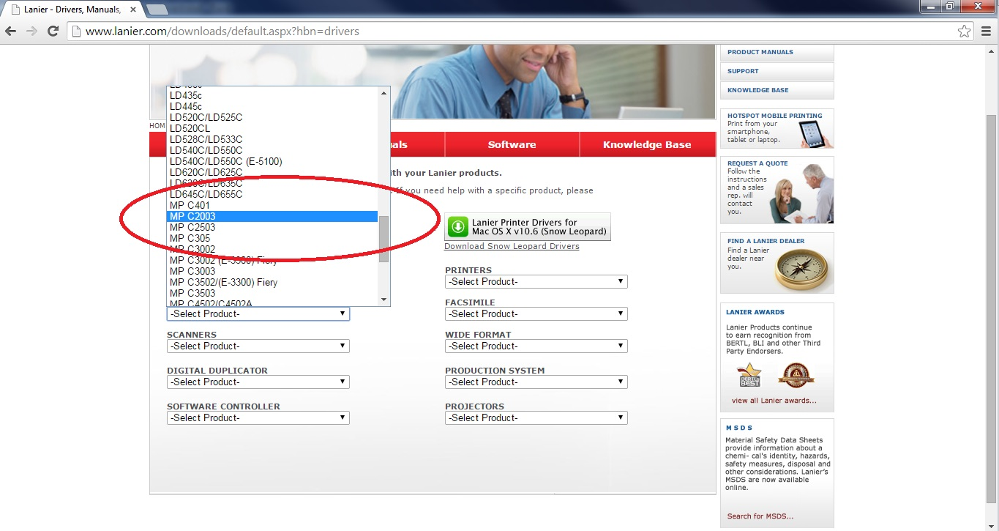 Lanier - Drivers, Manuals,
www.lanier.com/downloads/default.aspx?hbn=drivers
PRODUCT MANUALS
SUPPORT
KNOWLEDGE BASE
HOTSPOT MOBILE PRINTING
Print from your
smartphone,
tablet or laptop.
REQUEST A QUOTE
Follow the
instructions
and a sales
rep. will
contact
you.
FIND A LANIER DEALER
Find a Lanier
dealer near
you.
LANIER AWARDS
Lanier Products continue
to earn recognition from
BERTL, BLI and other Third
Party Endorsers.
BEST
view all Lanier awards...
M S D S
Material Safety Data Sheets
provide information about a
chemi- cal's identity, hazards,
safety measures, disposal and
other considerations. Lanier's
MSDS are now available
online.
Search for MSDS...
HOM
uals
Software
Knowledge Base
ith your Lanier products.
. If you need help with a specific product, please
LD435c
LD445c
LD520C/LD525C
LD520CL
LD528C/LD533C
LD540C/LD550C
LD540C/LD550C (E-5100)
LD620C/LD625C
LD630C/LD635C
LD645C/LD655C
MP C401
MP C2003
MP C2503
MP C305
MP C3002
MP C3002 (E-3300) Fiery
MP C3003
MP C3502/(E-3300) Fiery
MP C3503
MP C4502/C4502A
-Select Product-
Lanier Printer Drivers for
Mac OS X v10.6 (Snow Leopard)
Download Snow Leopard Drivers
PRINTERS
-Select Product-
FACSIMILE
-Select Product-
SCANNERS
-Select Product-
WIDE FORMAT
-Select Product-
DIGITAL DUPLICATOR
-Select Product-
PRODUCTION SYSTEM
-Select Product-
SOFTWARE CONTROLLER
-Select Product-
PROJECTORS
-Select Product-